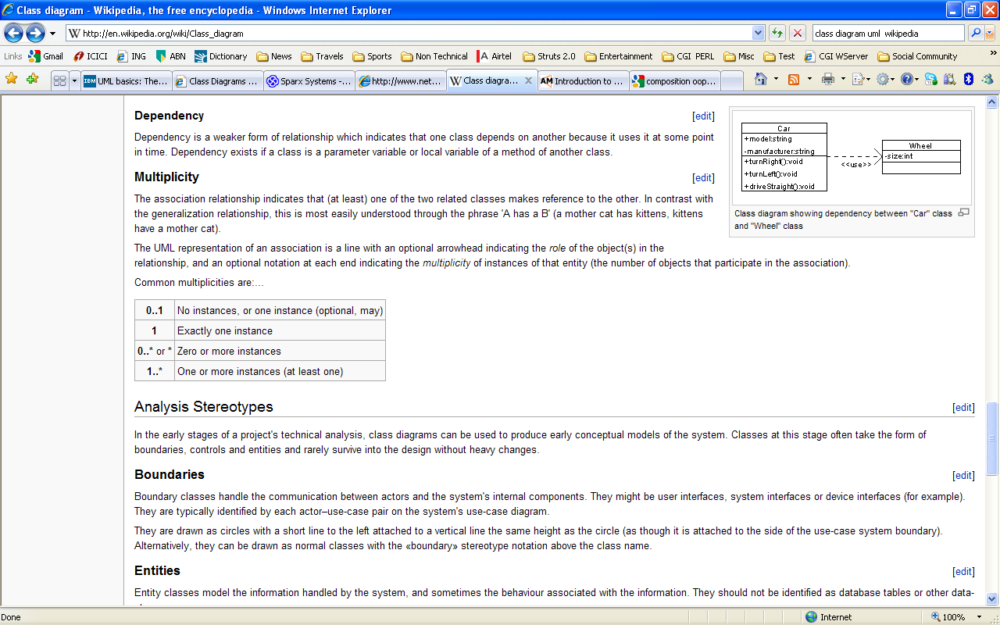 Class diagram - Wikipedia, the free encyclopedia - Windows Internet Explorer
http://en.wikipedia.org/wiki/Class_diagram
class diagram uml wikipedia
Links Gmail ICICI ING ABN Dictionary News Travels Sports Non Technical Airtel Struts 2.0 Entertainment CGI PERL Misc Test CGI WServer Social Community »
IBM UML basics: The... Class Diagrams ... Sparx Systems -... http://www.net... W Class diagra... AM Introduction to ... composition oop...
Dependency [edit]
Dependency is a weaker form of relationship which indicates that one class depends on another because it uses it at some point
in time. Dependency exists if a class is a parameter variable or local variable of a method of another class.
Car
+model:string
-manufacturer:string
+turnRight():void
+turnLeft():void
+driveStraight():void
<<use>>
Wheel
-size:int
Class diagram showing dependency between "Car" class
and "Wheel" class
Multiplicity [edit]
The association relationship indicates that (at least) one of the two related classes makes reference to the other. In contrast with
the generalization relationship, this is most easily understood through the phrase 'A has a B' (a mother cat has kittens, kittens
have a mother cat).
The UML representation of an association is a line with an optional arrowhead indicating the role of the object(s) in the
relationship, and an optional notation at each end indicating the multiplicity of instances of that entity (the number of objects that participate in the association).
Common multiplicities are:...
0..1 No instances, or one instance (optional, may)
1 Exactly one instance
0..* or * Zero or more instances
1..* One or more instances (at least one)
Analysis Stereotypes [edit]
In the early stages of a project's technical analysis, class diagrams can be used to produce early conceptual models of the system. Classes at this stage often take the form of
boundaries, controls and entities and rarely survive into the design without heavy changes.
Boundaries [edit]
Boundary classes handle the communication between actors and the system's internal components. They might be user interfaces, system interfaces or device interfaces (for example).
They are typically identified by each actor–use-case pair on the system's use-case diagram.
They are drawn as circles with a short line to the left attached to a vertical line the same height as the circle (as though it is attached to the side of the use-case system boundary).
Alternatively, they can be drawn as normal classes with the «boundary» stereotype notation above the class name.
Entities [edit]
Entity classes model the information handled by the system, and sometimes the behaviour associated with the information. They should not be identified as database tables or other data-
Done Internet 100%